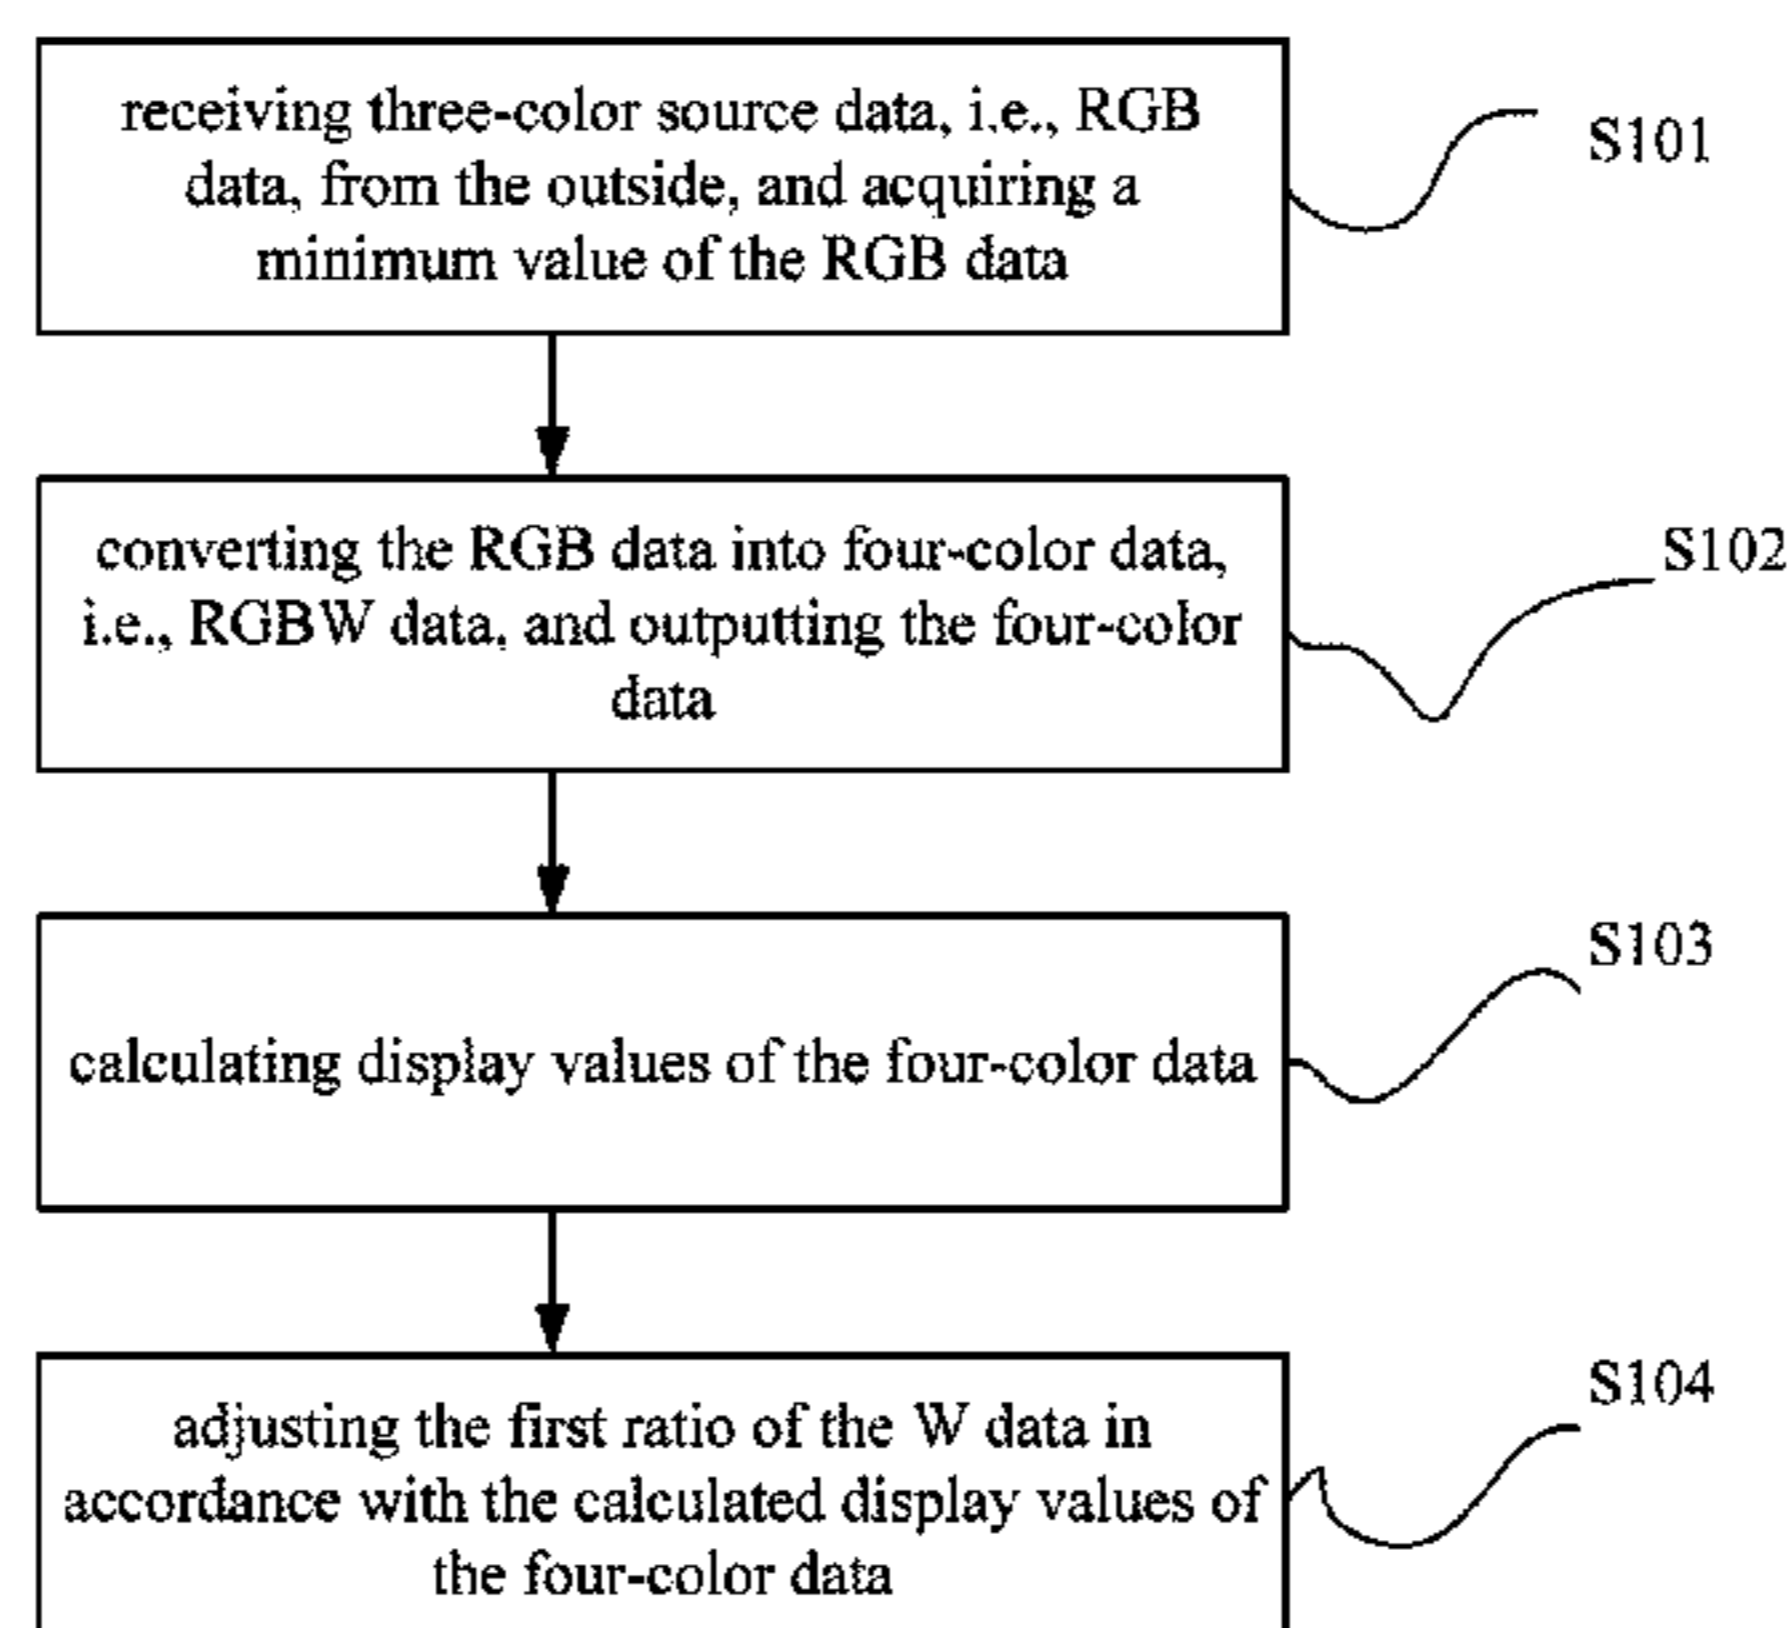 receiving three-color source data, i.e., RGB
data, from the outside, and acquiring a
minimum value of the RGB data
S101
converting the RGB data into four-color data,
i.e., RGBW data, and outputting the four-color
data
S102
calculating display values of the four-color data
S103
adjusting the first ratio of the W data in
accordance with the calculated display values of
the four-color data
S104